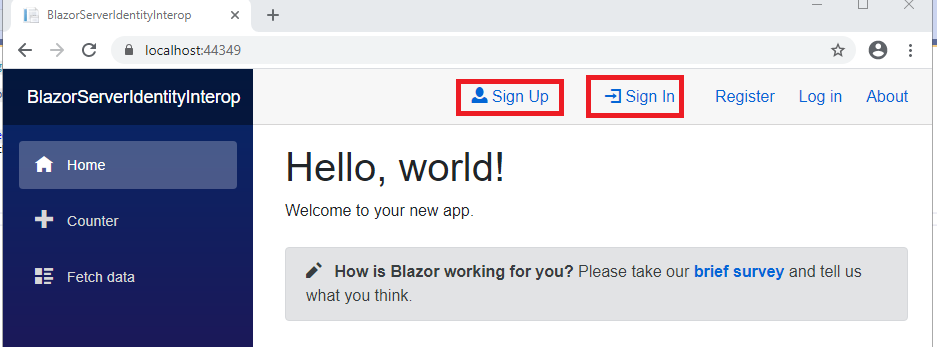 BlazorServerIdentityInterop
localhost:44349
BlazorServerIdentityInterop
Sign Up
Sign In
Register
Log in
About
Home
Counter
Fetch data
Hello, world!
Welcome to your new app.
How is Blazor working for you? Please take our brief survey and tell us
what you think.